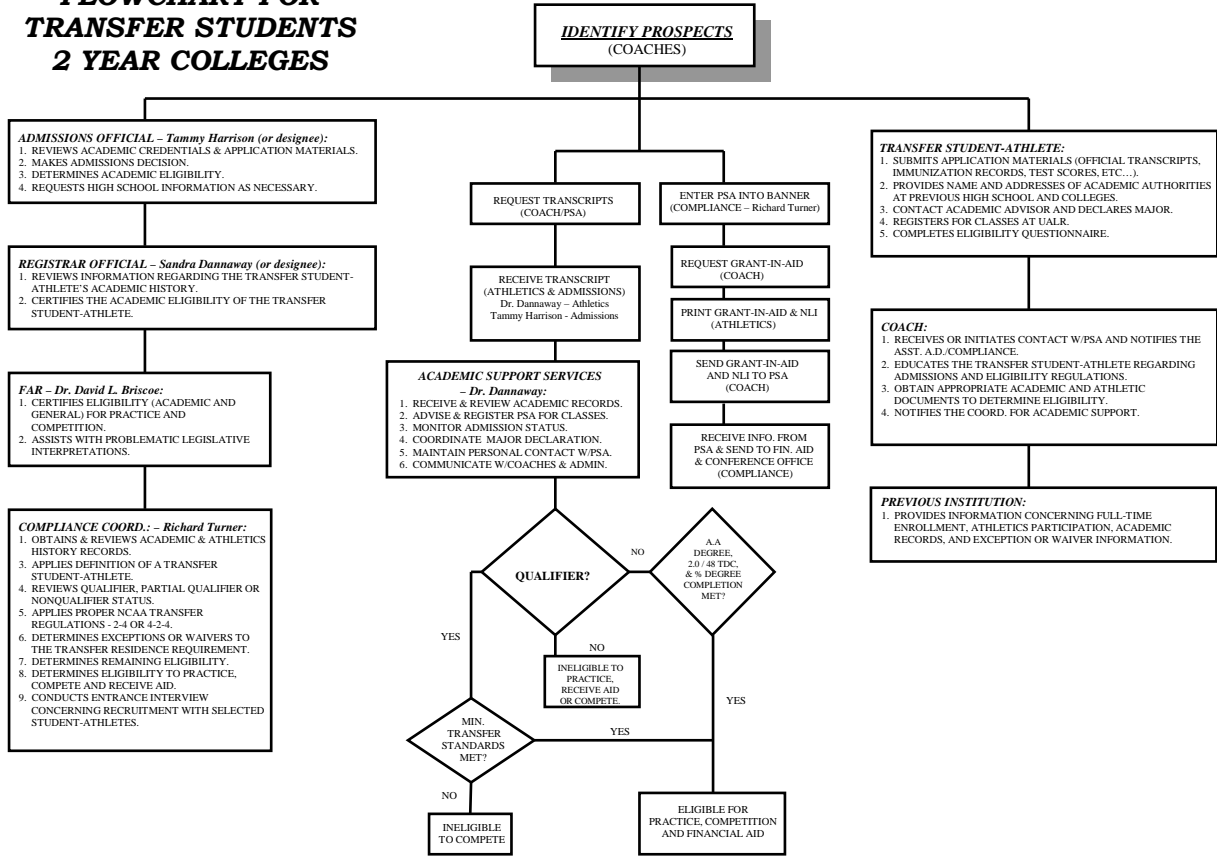 FLOWCHART FOR
TRANSFER STUDENTS
2 YEAR COLLEGES
IDENTIFY PROSPECTS
(COACHES)
ADMISSIONS OFFICIAL – Tammy Harrison (or designee):
1. REVIEWS ACADEMIC CREDENTIALS & APPLICATION MATERIALS.
2. MAKES ADMISSIONS DECISION.
3. DETERMINES ACADEMIC ELIGIBILITY.
4. REQUESTS HIGH SCHOOL INFORMATION AS NECESSARY.
REGISTRAR OFFICIAL – Sandra Dannaway (or designee):
1. REVIEWS INFORMATION REGARDING THE TRANSFER STUDENT-
ATHLETE'S ACADEMIC HISTORY.
2. CERTIFIES THE ACADEMIC ELIGIBILITY OF THE TRANSFER
STUDENT-ATHLETE.
FAR – Dr. David L. Briscoe:
1. CERTIFIES ELIGIBILITY (ACADEMIC AND
GENERAL) FOR PRACTICE AND
COMPETITION.
2. ASSISTS WITH PROBLEMATIC LEGISLATIVE
INTERPRETATIONS.
COMPLIANCE COORD.: – Richard Turner:
1. OBTAINS & REVIEWS ACADEMIC & ATHLETICS
HISTORY RECORDS.
3. APPLIES DEFINITION OF A TRANSFER
STUDENT-ATHLETE.
4. REVIEWS QUALIFIER, PARTIAL QUALIFIER OR
NONQUALIFIER STATUS.
5. APPLIES PROPER NCAA TRANSFER
REGULATIONS - 2-4 OR 4-2-4.
6. DETERMINES EXCEPTIONS OR WAIVERS TO
THE TRANSFER RESIDENCE REQUIREMENT.
7. DETERMINES REMAINING ELIGIBILITY.
8. DETERMINES ELIGIBILITY TO PRACTICE,
COMPETE AND RECEIVE AID.
9. CONDUCTS ENTRANCE INTERVIEW
CONCERNING RECRUITMENT WITH SELECTED
STUDENT-ATHLETES.
REQUEST TRANSCRIPTS
(COACH/PSA)
RECEIVE TRANSCRIPT
(ATHLETICS & ADMISSIONS)
Dr. Dannaway – Athletics
Tammy Harrison - Admissions
ACADEMIC SUPPORT SERVICES
– Dr. Dannaway:
1. RECEIVE & REVIEW ACADEMIC RECORDS.
2. ADVISE & REGISTER PSA FOR CLASSES.
3. MONITOR ADMISSION STATUS.
4. COORDINATE MAJOR DECLARATION.
5. MAINTAIN PERSONAL CONTACT W/PSA.
6. COMMUNICATE W/COACHES & ADMIN.
ENTER PSA INTO BANNER
(COMPLIANCE – Richard Turner)
REQUEST GRANT-IN-AID
(COACH)
PRINT GRANT-IN-AID & NLI
(ATHLETICS)
SEND GRANT-IN-AID
AND NLI TO PSA
(COACH)
RECEIVE INFO. FROM
PSA & SEND TO FIN. AID
& CONFERENCE OFFICE
(COMPLIANCE)
TRANSFER STUDENT-ATHLETE:
1. SUBMITS APPLICATION MATERIALS (OFFICIAL TRANSCRIPTS,
IMMUNIZATION RECORDS, TEST SCORES, ETC…).
2. PROVIDES NAME AND ADDRESSES OF ACADEMIC AUTHORITIES
AT PREVIOUS HIGH SCHOOL AND COLLEGES.
3. CONTACT ACADEMIC ADVISOR AND DECLARES MAJOR.
4. REGISTERS FOR CLASSES AT UALR.
5. COMPLETES ELIGIBILITY QUESTIONNAIRE.
COACH:
1. RECEIVES OR INITIATES CONTACT W/PSA AND NOTIFIES THE
ASST. A.D./COMPLIANCE.
2. EDUCATES THE TRANSFER STUDENT-ATHLETE REGARDING
ADMISSIONS AND ELIGIBILITY REGULATIONS.
3. OBTAIN APPROPRIATE ACADEMIC AND ATHLETIC
DOCUMENTS TO DETERMINE ELIGIBILITY.
4. NOTIFIES THE COORD. FOR ACADEMIC SUPPORT.
PREVIOUS INSTITUTION:
1. PROVIDES INFORMATION CONCERNING FULL-TIME
ENROLLMENT, ATHLETICS PARTICIPATION, ACADEMIC
RECORDS, AND EXCEPTION OR WAIVER INFORMATION.
QUALIFIER?
NO
A.A
DEGREE,
2.0 / 48 TDC,
& % DEGREE
COMPLETION
MET?
YES
NO
INELIGIBLE TO
PRACTICE,
RECEIVE AID
OR COMPETE.
YES
MIN.
TRANSFER
STANDARDS
MET?
YES
NO
INELIGIBLE
TO COMPETE
ELIGIBLE FOR
PRACTICE, COMPETITION
AND FINANCIAL AID